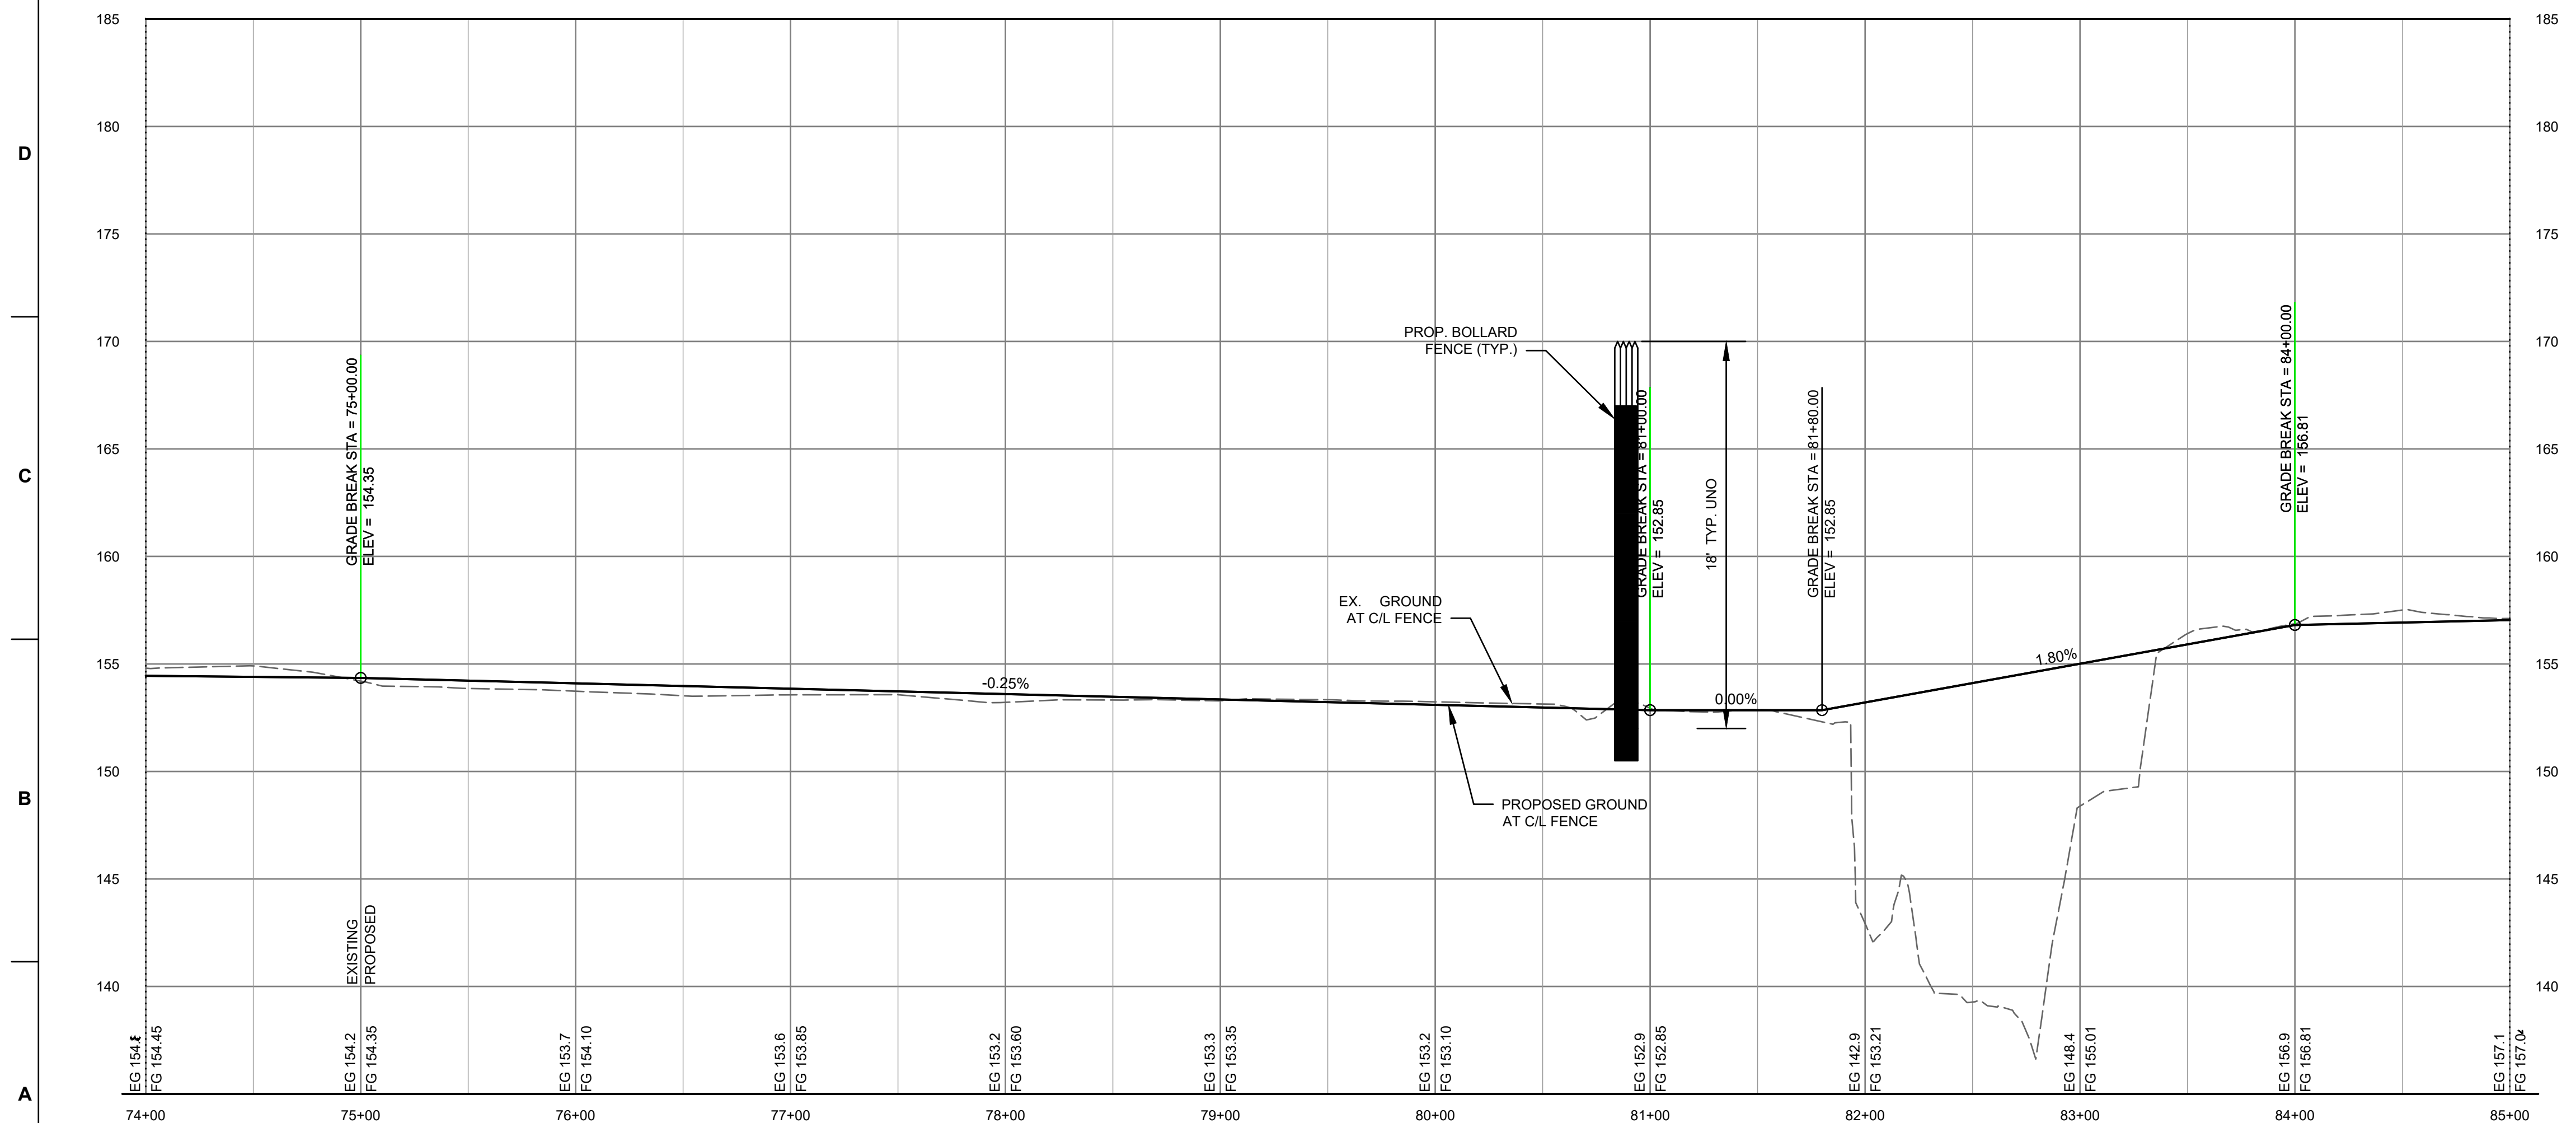 185
185
180
180
D
175
175
170
170
PROP. BOLLARD
FENCE (TYP.)
GRADE BREAK STA = 75+00.00
ELEV = 154.35
GRADE BREAK STA = 81+00.00
ELEV = 152.85
18' TYP. UNO
GRADE BREAK STA = 81+80.00
ELEV = 152.85
GRADE BREAK STA = 84+00.00
ELEV = 156.81
165
165
C
160
160
EX. GROUND
AT C/L FENCE
155
155
-0.25%
0.00%
1.80%
150
150
B
PROPOSED GROUND
AT C/L FENCE
145
145
EXISTING
PROPOSED
140
140
A
EG
FG 154.45
EG 154.2
FG 154.35
EG 153.7
FG 154.10
EG 153.6
FG 153.85
EG 153.2
FG 153.60
EG 153.3
FG 153.35
EG 153.2
FG 153.10
EG 152.9
FG 152.85
EG 142.9
FG 153.21
EG 148.4
FG 155.01
EG 156.9
FG 156.81
EG 157.1
FG
74+00
75+00
76+00
77+00
78+00
79+00
80+00
81+00
82+00
83+00
84+00
85+00